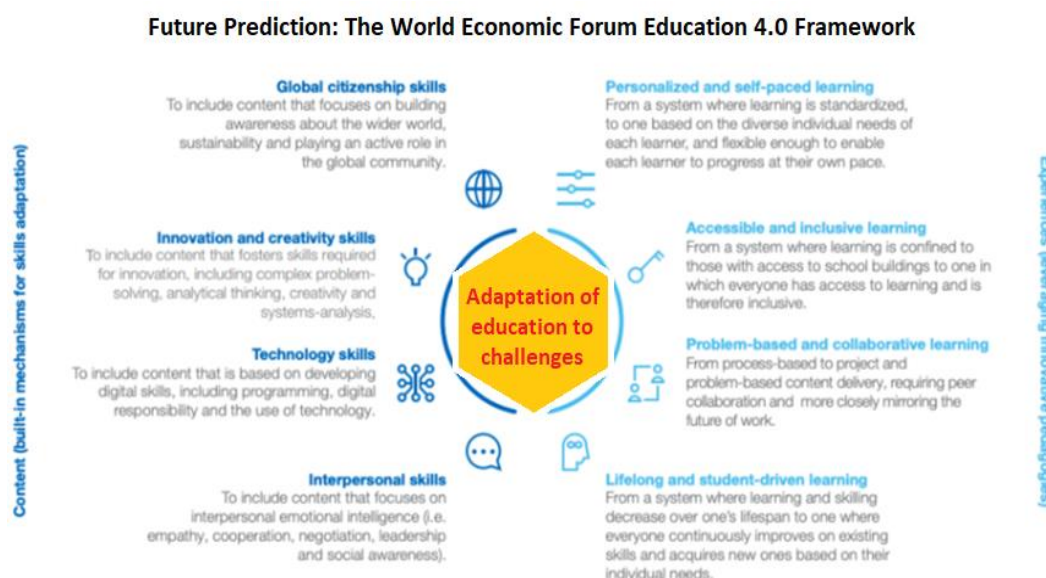 Future Prediction: The World Economic Forum Education 4.0 Framework
Content (built-in mechanisms for skills adaptation)
Global citizenship skills
To include content that focuses on building
awareness about the wider world,
sustainability and playing an active role in
the global community.
Innovation and creativity skills
To include content that fosters skills required
for innovation, including complex problem-
solving, analytical thinking, creativity and
systems-analysis,
Technology skills
To include content that is based on developing
digital skills, including programming, digital
responsibility and the use of technology.
Interpersonal skills
To include content that focuses on
interpersonal emotional intelligence (i.e.
empathy, cooperation, negotiation, leadership
and social awareness).
Adaptation of
education to
challenges
Personalized and self-paced learning
From a system where learning is standardized,
to one based on the diverse individual needs of
each learner, and flexible enough to enable
each learner to progress at their own pace.
Accessible and inclusive learning
From a system where learning is confined to
those with access to school buildings to one in
which everyone has access to learning and is
therefore inclusive.
Problem-based and collaborative learning
From process-based to project and
problem-based content delivery, requiring peer
collaboration and more closely mirroring the
future of work.
Lifelong and student-driven learning
From a system where learning and skilling
decrease over one's lifespan to one where
everyone continuously improves on existing
skills and acquires new ones based on their
individual needs.
Experiences (leveraging innovative pedagogies)